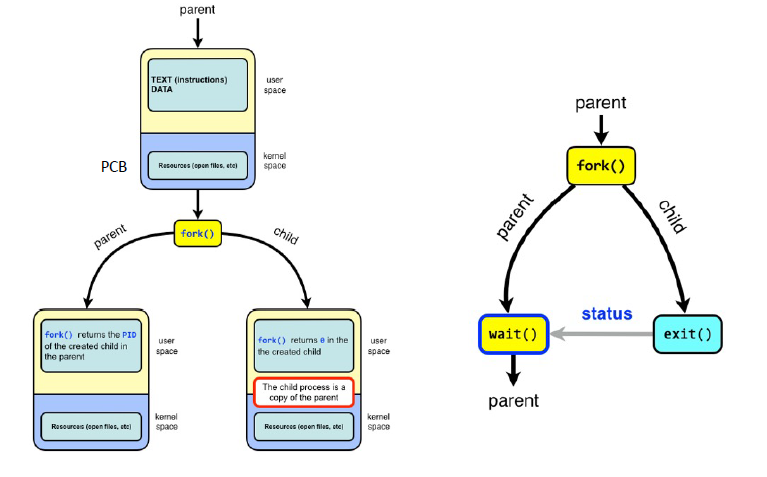 parent
TEXT (instructions)
DATA
user
space
PCB
Resources (open files, etc)
kernel
space
parent
fork()
child
fork() returns the PID
of the created child in
the parent
user
space
Resources (open files, etc)
kernel
space
fork() returns 0 in the
the created child
user
space
The child process is a
copy of the parent
Resources (open files, etc)
kernel
space
parent
fork()
parent
child
wait()
status
exit()
parent